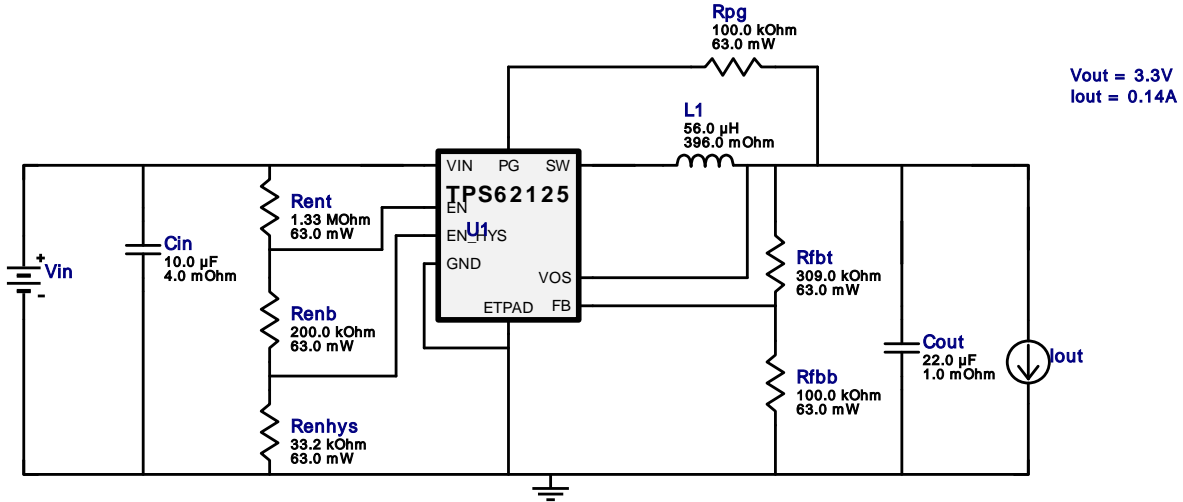 Rpg
100.0 kOhm
63.0 mW
Vout = 3.3V
Iout = 0.14A
L1
56.0 µH
396.0 mOhm
VIN PG SW
TPS62125
EN
U1
EN_HYS
GND
VOS
FB
ETPAD
Rent
1.33 MOhm
63.0 mW
Cin
10.0 µF
4.0 mOhm
+
Vin
-
Renb
200.0 kOhm
63.0 mW
Renhys
33.2 kOhm
63.0 mW
Rfbt
309.0 kOhm
63.0 mW
Rfbb
100.0 kOhm
63.0 mW
Cout
22.0 µF
1.0 mOhm
Iout